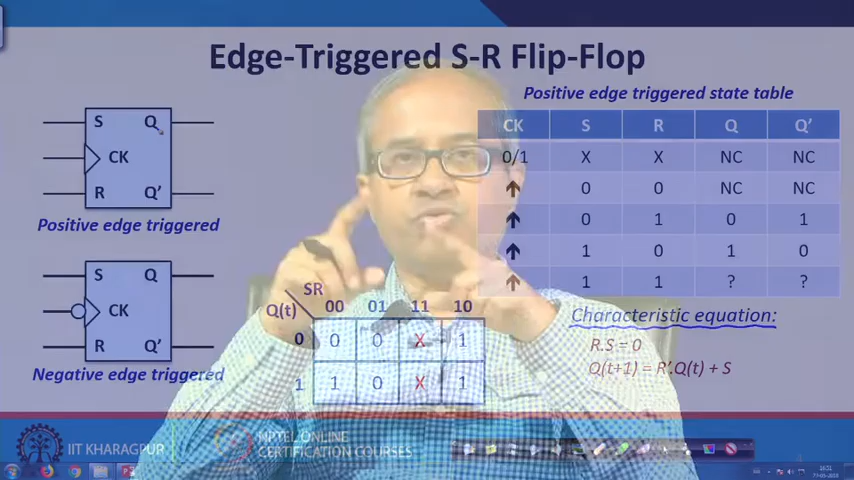 Edge-Triggered S-R Flip-Flop
Positive edge triggered state table
S Q
CK
R Q'
Positive edge triggered
S Q
CK
R Q'
Negative edge triggered
CK S R Q Q'
0/1 X X NC NC
↑ 0 0 NC NC
↑ 0 1 0 1
↑ 1 0 1 0
↑ 1 1 ? ?
SR
Q(t) 00 01 11 10
0 0 0 X 1
1 1 0 X 1
Characteristic equation:
R.S = 0
Q(t+1) = R'.Q(t) + S
IIT KHARAGPUR
NPTEL ONLINE
CERTIFICATION COURSES